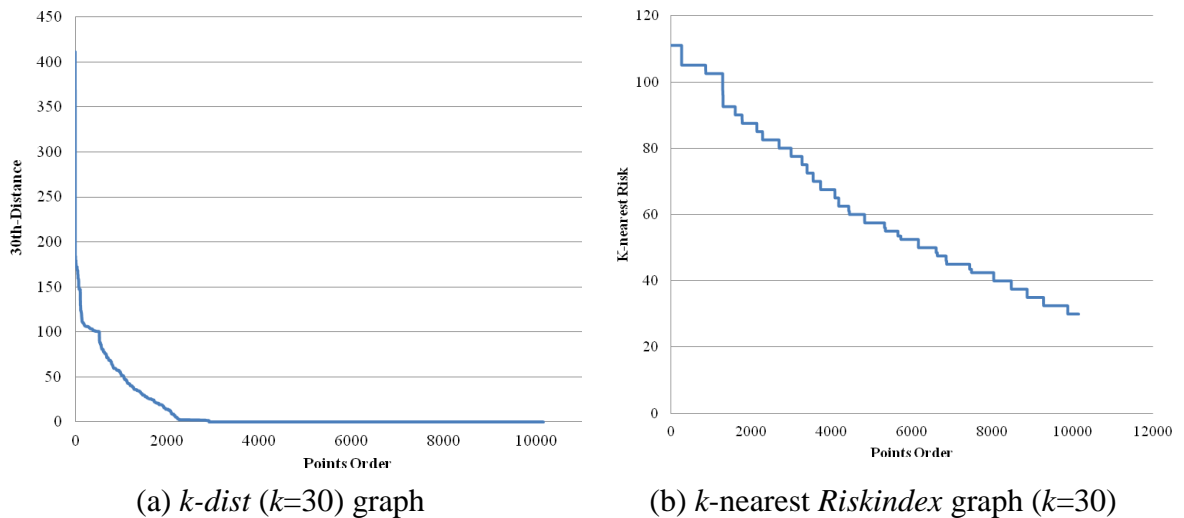 450
400
350
300
250
200
150
100
50
0
30th-Distance
0 2000 4000 6000 8000 10000
Points Order
(a) k-dist (k=30) graph
120
100
80
60
40
20
0
K-nearest Risk
0 2000 4000 6000 8000 10000 12000
Points Order
(b) k-nearest Riskindex graph (k=30)